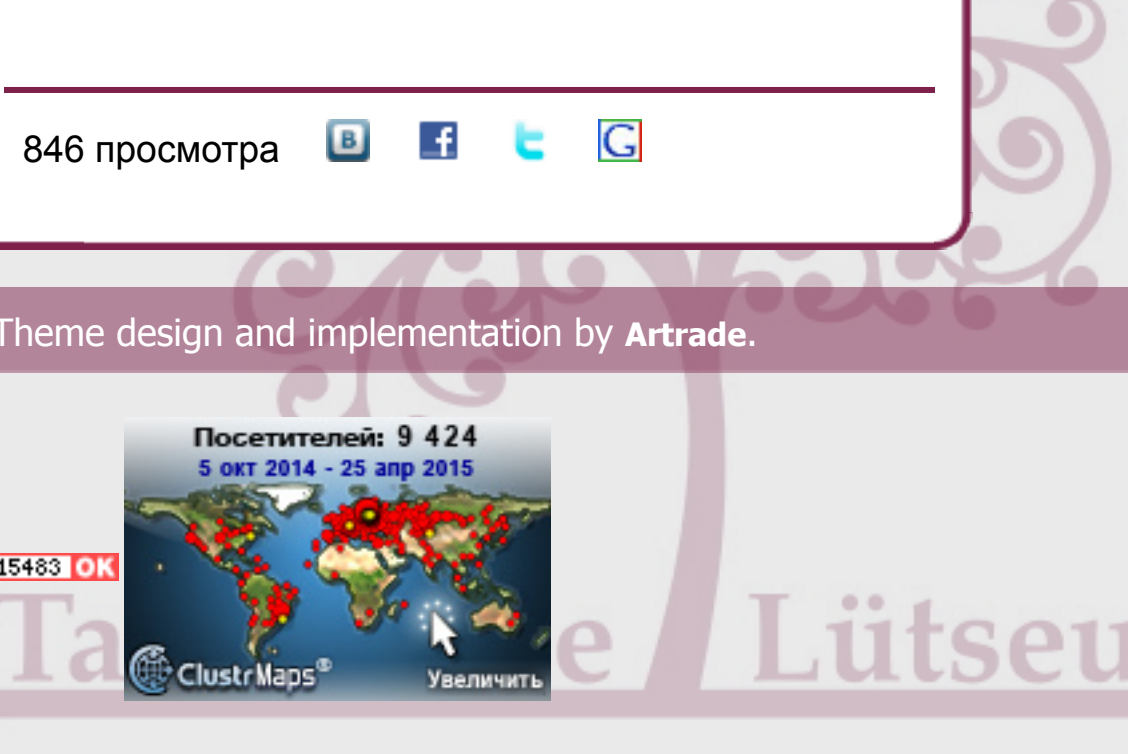 846 просмотра
Theme design and implementation by Artrade.
Посетителей: 9 424
5 окт 2014 - 25 апр 2015
15483 OK
ClustrMaps®
Увеличить
Lütseu